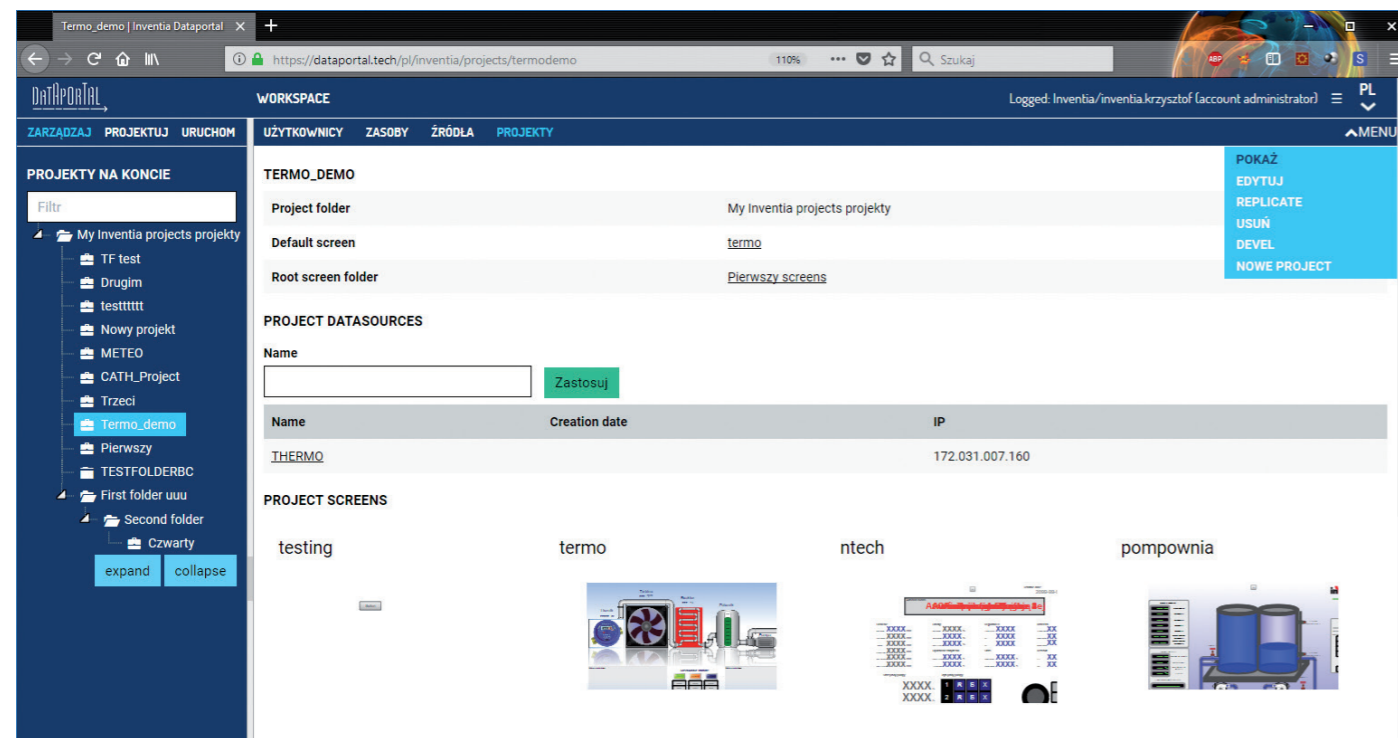 Termo_demo | Inventia Dataportal
https://dataportal.tech/pl/inventia/projects/termodemo 110% Szukaj
ABP S
DATAPORTAL WORKSPACE Logged: Inventia/inventia.krzysztof (account administrator) PL
ZARZĄDZAJ PROJEKTUJ URUCHOM UŻYTKOWNICY ZASOBY ŹRÓDŁA PROJEKTY MENU
POKAŻ
EDYTUJ
REPLICATE
USUŃ
DEVEL
NOWE PROJECT
PROJEKTY NA KONCIE
Filtr
My Inventia projects projekty
TF test
Drugim
testttttt
Nowy projekt
METEO
CATH_Project
Trzeci
Termo_demo
Pierwszy
TESTFOLDERBC
First folder uuu
Second folder
Czwarty
expand collapse
TERMO_DEMO
Project folder My Inventia projects projekty
Default screen termo
Root screen folder Pierwszy screens
PROJECT DATASOURCES
Name
Zastosuj
Name Creation date IP
THERMO 172.031.007.160
PROJECT SCREENS
testing termo ntech pompownia
XXXX. 1 R E X
XXXX. 2 R E X